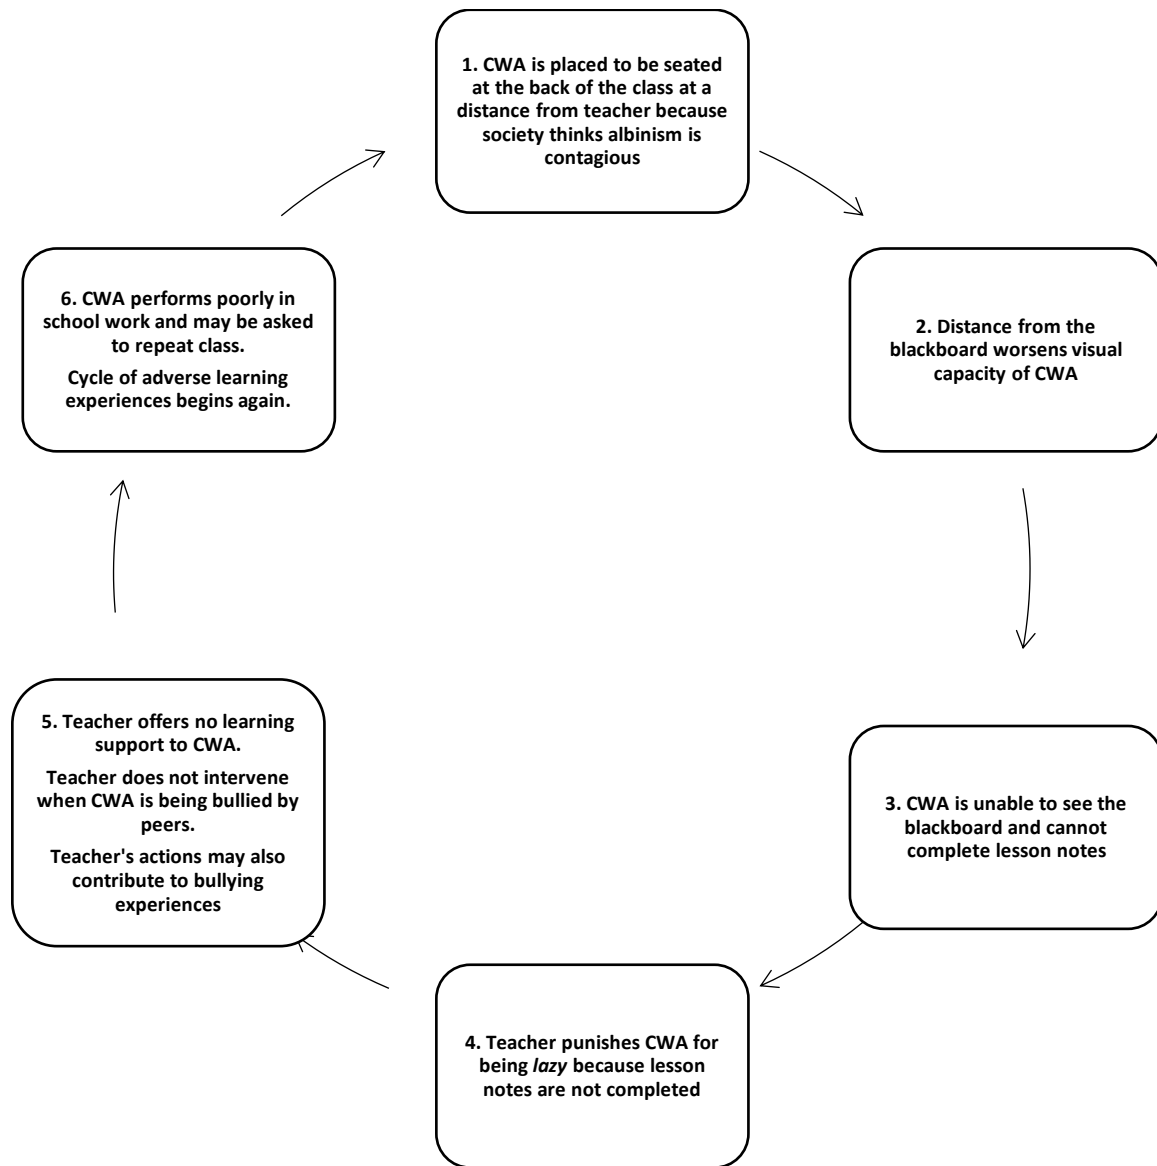 1. CWA is placed to be seated
at the back of the class at a
distance from teacher because
society thinks albinism is
contagious
2. Distance from the
blackboard worsens visual
capacity of CWA
3. CWA is unable to see the
blackboard and cannot
complete lesson notes
4. Teacher punishes CWA for
being lazy because lesson
notes are not completed
5. Teacher offers no learning
support to CWA.
Teacher does not intervene
when CWA is being bullied by
peers.
Teacher's actions may also
contribute to bullying
experiences
6. CWA performs poorly in
school work and may be asked
to repeat class.
Cycle of adverse learning
experiences begins again.